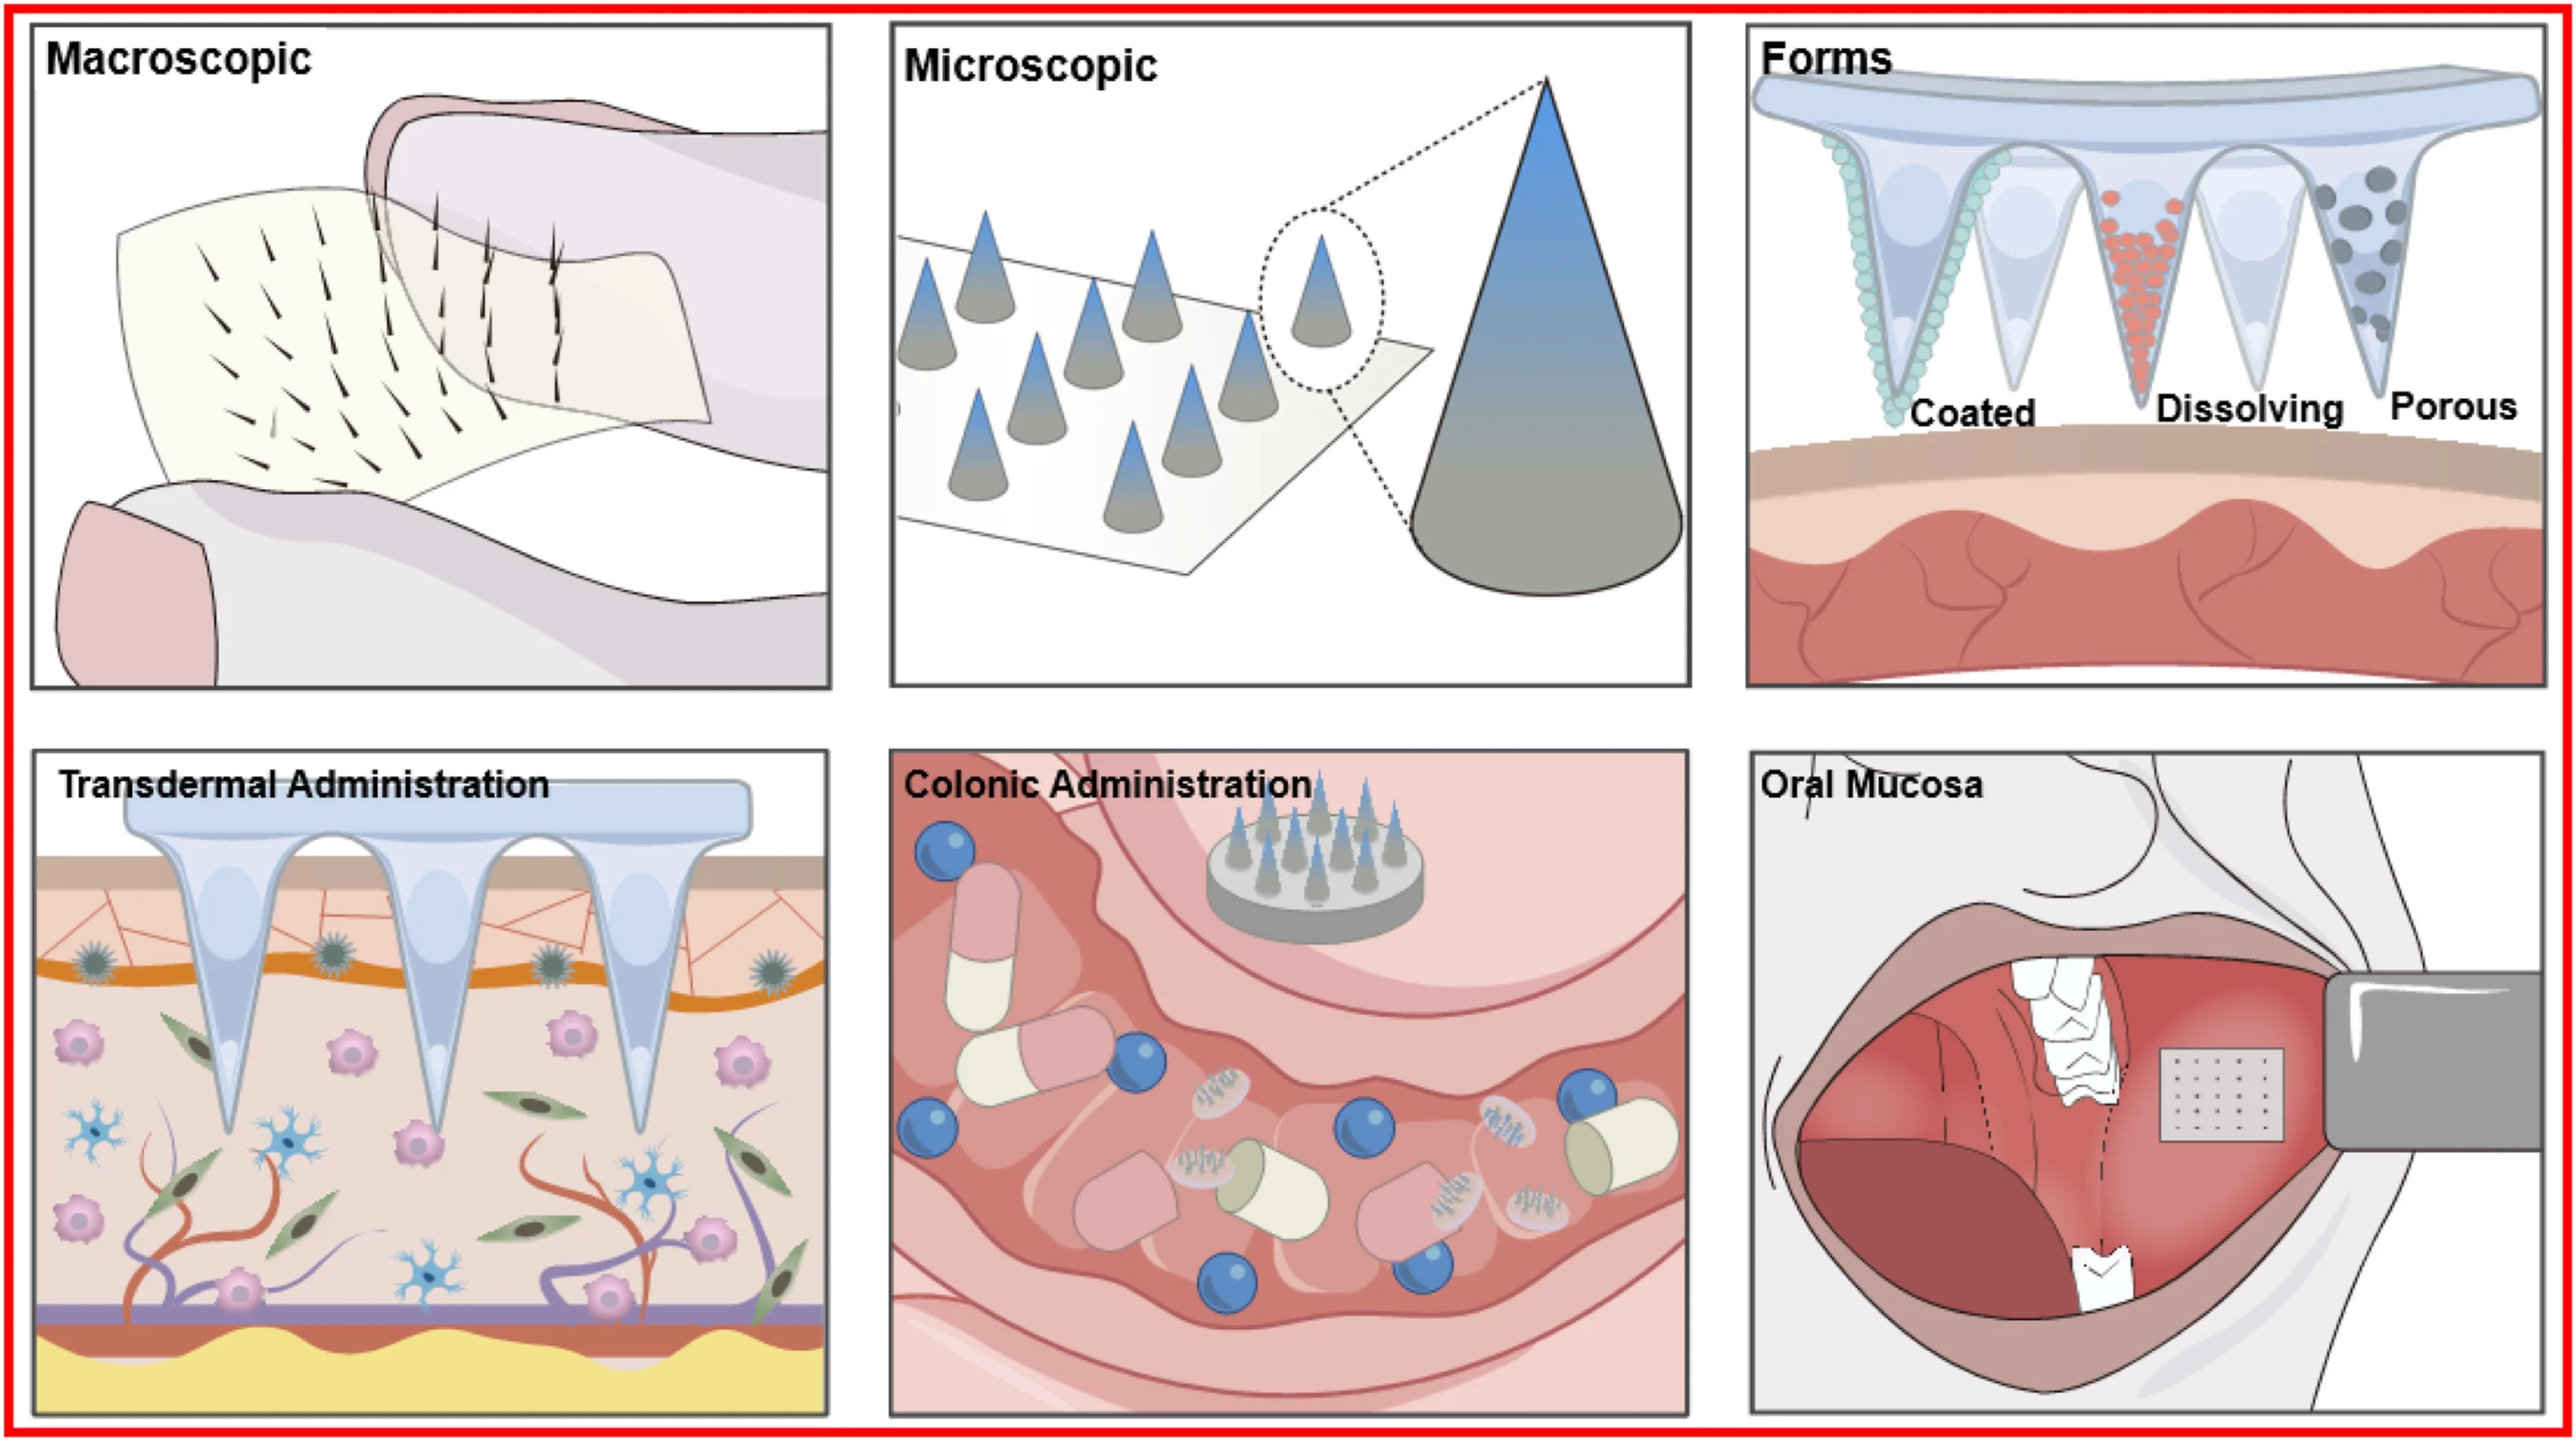 Macroscopic
Microscopic
Forms
Coated
Dissolving
Porous
Transdermal Administration
Colonic Administration
Oral Mucosa